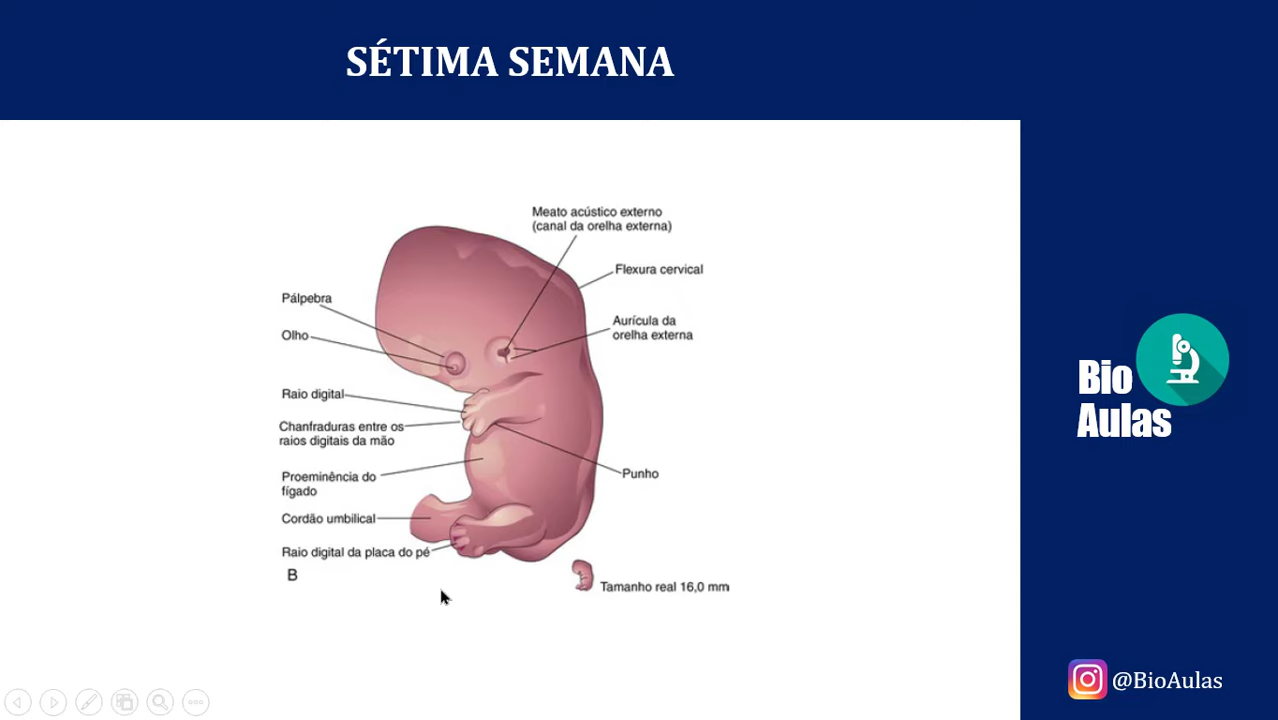 SÉTIMA SEMANA
Meato acústico externo
(canal da orelha externa)
Flexura cervical
Pálpebra
Aurícula da
orelha externa
Olho
Raio digital
Chanfraduras entre os
raios digitais da mão
Punho
Proeminência do
fígado
Cordão umbilical
Raio digital da placa do pé
B
Tamanho real 16,0 mm
Bio
Aulas
@BioAulas